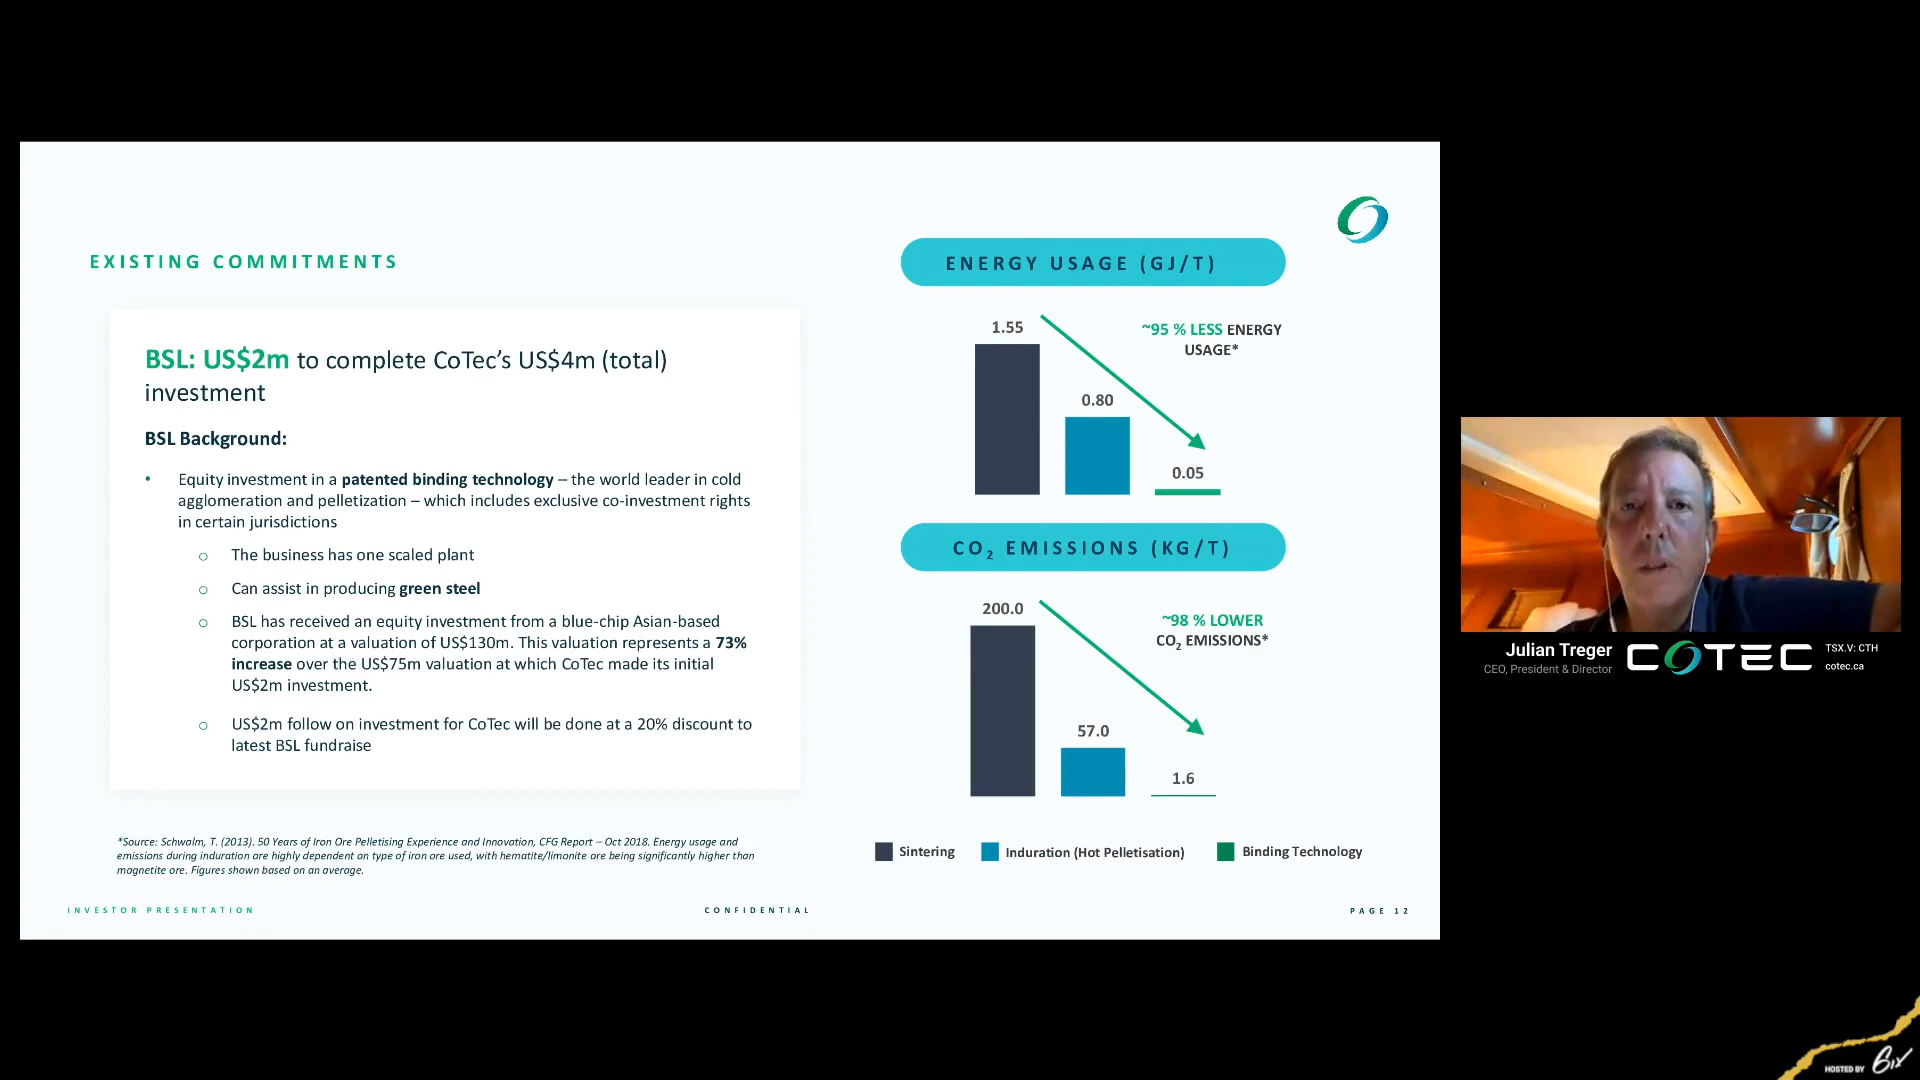 EXISTING COMMITMENTS
BSL: US$2m to complete CoTec’s US$4m (total)
investment
BSL Background:
• Equity investment in a patented binding technology – the world leader in cold
agglomeration and pelletization – which includes exclusive co-investment rights
in certain jurisdictions
o The business has one scaled plant
o Can assist in producing green steel
o BSL has received an equity investment from a blue-chip Asian-based
corporation at a valuation of US$130m. This valuation represents a 73%
increase over the US$75m valuation at which CoTec made its initial
US$2m investment.
o US$2m follow on investment for CoTec will be done at a 20% discount to
latest BSL fundraise
*Source: Schwalm, T. (2013). 50 Years of Iron Ore Pelletising Experience and Innovation, CFG Report – Oct 2018. Energy usage and
emissions during induration are highly dependent on type of iron ore used, with hematite/limonite ore being significantly higher than
magnetite ore. Figures shown based on an average.
ENERGY USAGE (GJ/T)
1.55
0.80
0.05
~95 % LESS ENERGY
USAGE*
CO₂ EMISSIONS (KG/T)
200.0
57.0
1.6
~98 % LOWER
CO₂ EMISSIONS*
Sintering
Induration (Hot Pelletisation)
Binding Technology
INVESTOR PRESENTATION
CONFIDENTIAL
PAGE 12
Julian Treger
CEO, President & Director
COTEC
TSX.V: CTH
cotec.ca
HOSTED BY 6ix